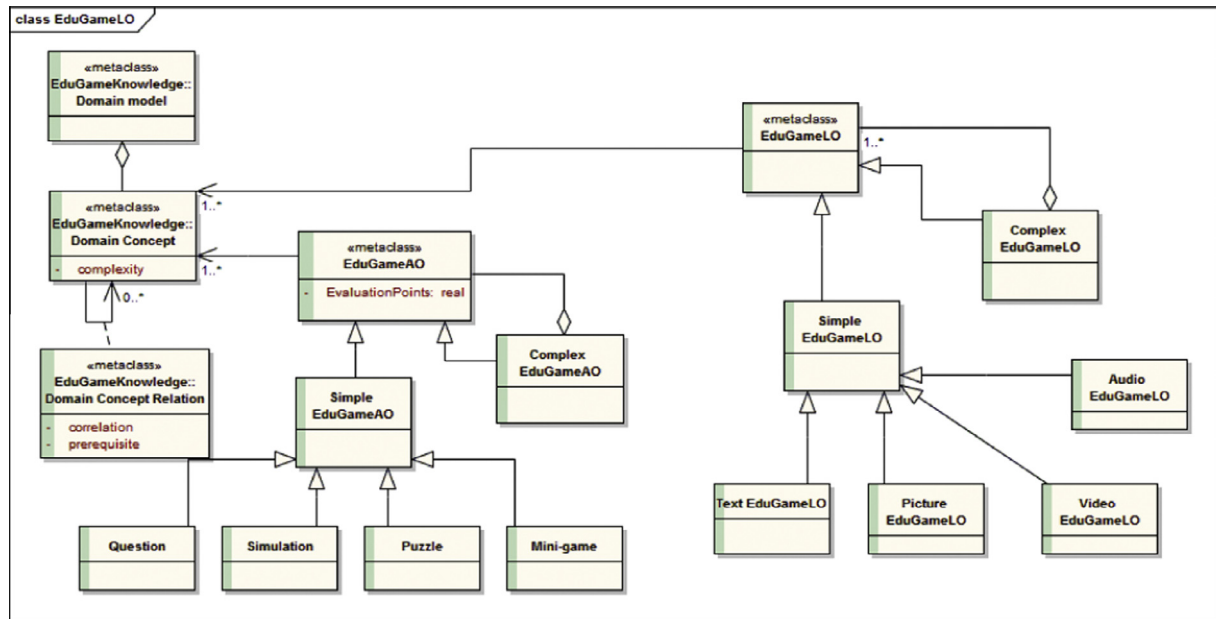 class EduGameLO
«metaclass»
EduGameKnowledge::
Domain model
«metaclass»
EduGameKnowledge::
Domain Concept
- complexity
1..*
1..*
0..*
«metaclass»
EduGameKnowledge::
Domain Concept Relation
- correlation
- prerequisite
«metaclass»
EduGameAO
- EvaluationPoints: real
Complex
EduGameAO
Simple
EduGameAO
Question
Simulation
Puzzle
Mini-game
«metaclass»
EduGameLO
1..*
Complex
EduGameLO
Simple
EduGameLO
Audio
EduGameLO
Text EduGameLO
Picture
EduGameLO
Video
EduGameLO